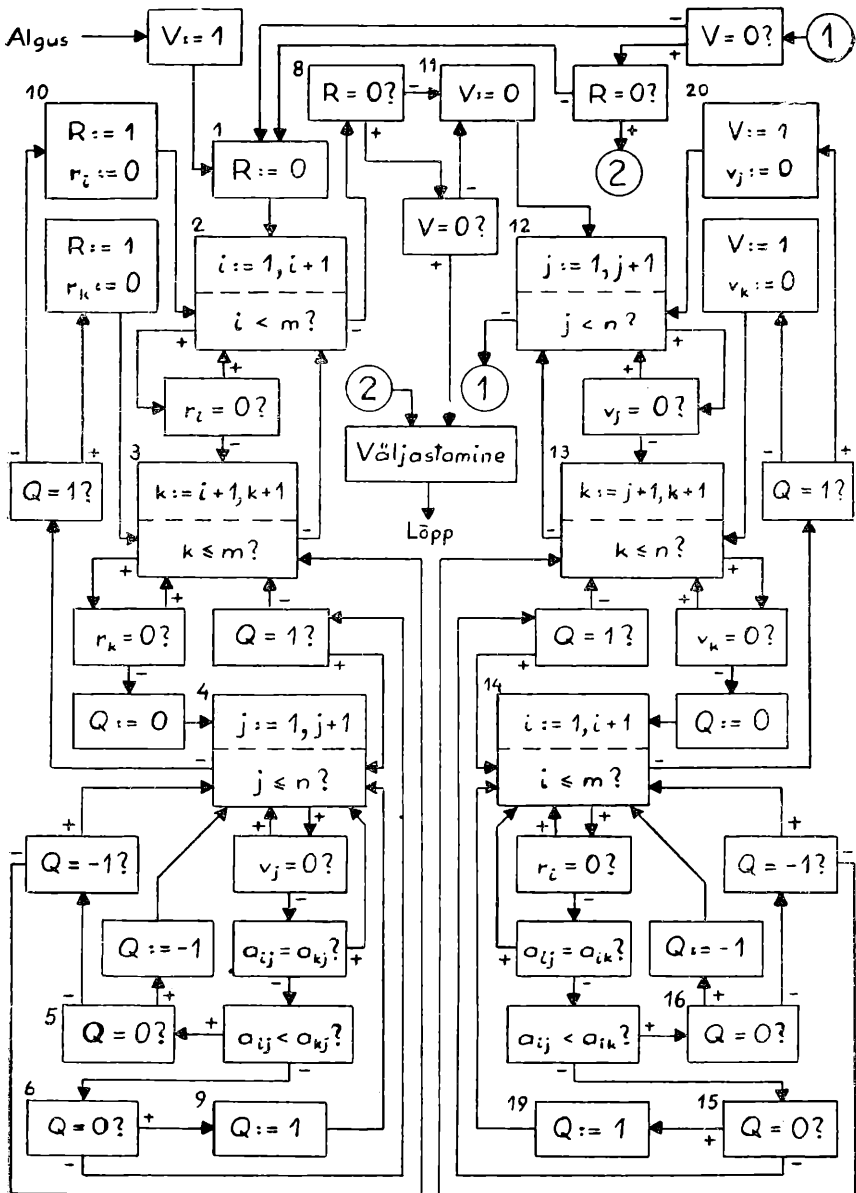 Algus
V:=1
V=0?
1
8
11
10
R=0?
V:=0
R=0?
20
R:=1
r_i:=0
1
R:=0
2
V:=1
v_j:=0
V=0?
12
2
R:=1
r_k:=0
i:=1, i+1
i<m?
j:=1, j+1
j<n?
V:=1
v_k:=0
r_i=0?
2
1
v_j=0?
3
Väljastamine
13
Q=1?
k:=i+1, k+1
k≤m?
k:=j+1, k+1
k≤n?
Q=1?
Lõpp
r_k=0?
Q=1?
Q=1?
v_k=0?
4
14
Q:=0
j:=1, j+1
j≤n?
i:=1, i+1
i≤m?
Q:=0
Q=-1?
v_j=0?
r_i=0?
Q=-1?
Q:=-1
a_ij=a_kj?
a_ij=a_ik?
Q:=-1
5
16
Q=0?
a_ij<a_kj?
a_ij<a_ik?
Q=0?
6
9
19
15
Q=0?
Q:=1
Q:=1
Q=0?